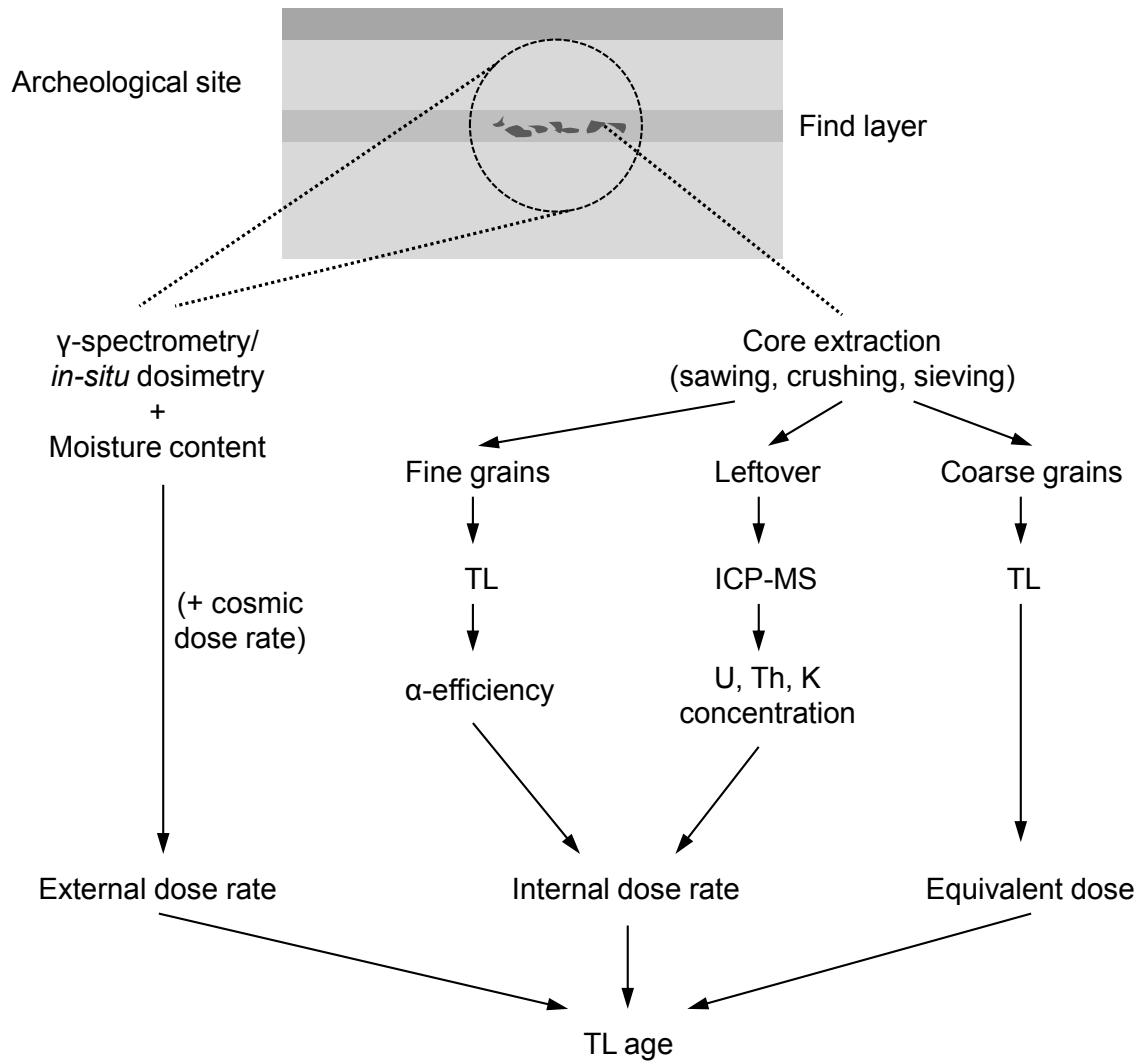 Archeological site
Find layer
γ-spectrometry/
in-situ dosimetry
+
Moisture content
Core extraction
(sawing, crushing, sieving)
Fine grains
Leftover
Coarse grains
TL
ICP-MS
TL
(+ cosmic
dose rate)
α-efficiency
U, Th, K
concentration
External dose rate
Internal dose rate
Equivalent dose
TL age